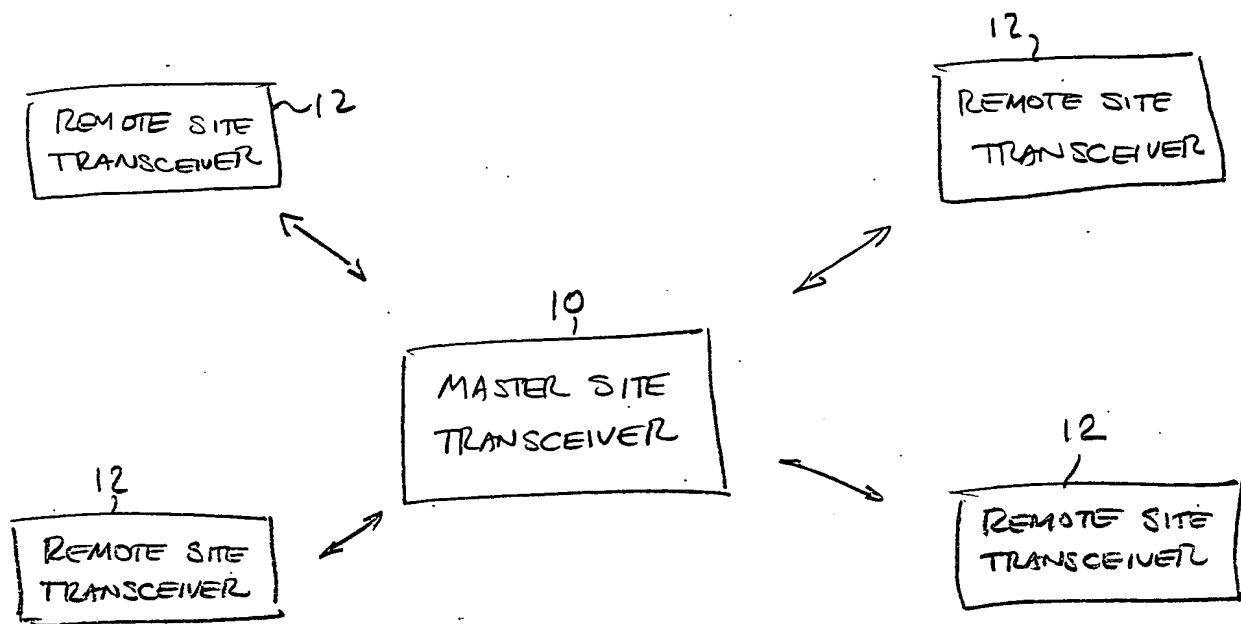 12
REMOTE SITE
TRANSCEIVER
12
REMOTE SITE
TRANSCEIVER
10
MASTER SITE
TRANSCEIVER
12
REMOTE SITE
TRANSCEIVER
12
REMOTE SITE
TRANSCEIVER